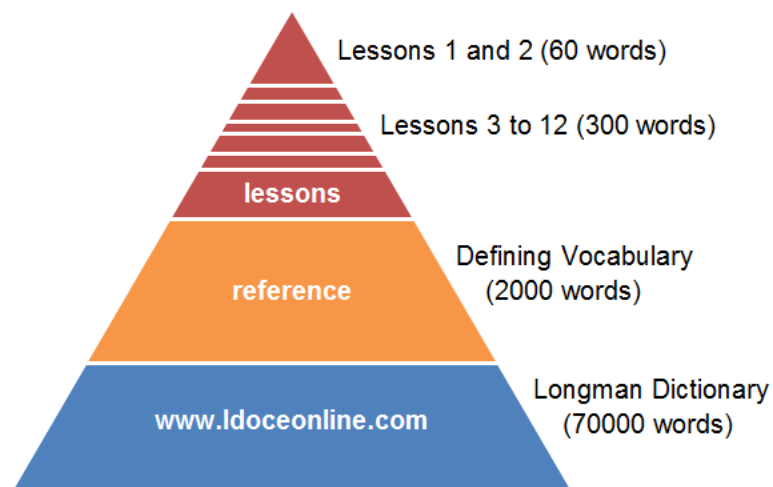 Lessons 1 and 2 (60 words)
Lessons 3 to 12 (300 words)
lessons
Defining Vocabulary
(2000 words)
reference
Longman Dictionary
(70000 words)
www.ldoceonline.com